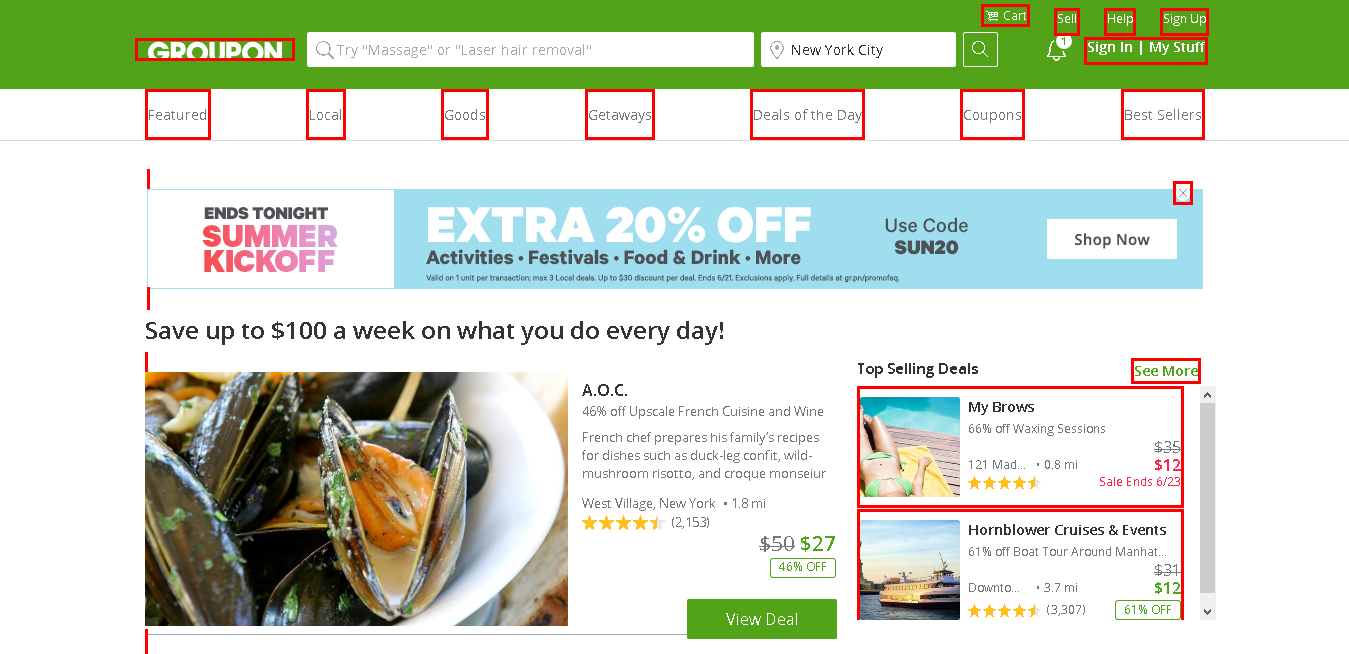 Cart
Sell
Help
Sign Up
GROUPON
Try "Massage" or "Laser hair removal"
New York City
1
Sign In | My Stuff
Featured
Local
Goods
Getaways
Deals of the Day
Coupons
Best Sellers
ENDS TONIGHT
SUMMER
KICKOFF
EXTRA 20% OFF
Activities • Festivals • Food & Drink • More
Valid on 1 unit per transaction; max 3 Local deals. Up to $30 discount per deal. Ends 6/21. Exclusions apply. Full details at gr.pn/promofaq.
Use Code
SUN20
Shop Now
Save up to $100 a week on what you do every day!
A.O.C.
46% off Upscale French Cuisine and Wine
French chef prepares his family's recipes
for dishes such as duck-leg confit, wild-
mushroom risotto, and croque monseiur
West Village, New York • 1.8 mi
(2,153)
$50 $27
46% OFF
View Deal
Top Selling Deals
See More
My Brows
66% off Waxing Sessions
$35
121 Mad... • 0.8 mi
$12
Sale Ends 6/23
Hornblower Cruises & Events
61% off Boat Tour Around Manhat...
$31
Downto... • 3.7 mi
$12
(3,307)
61% OFF